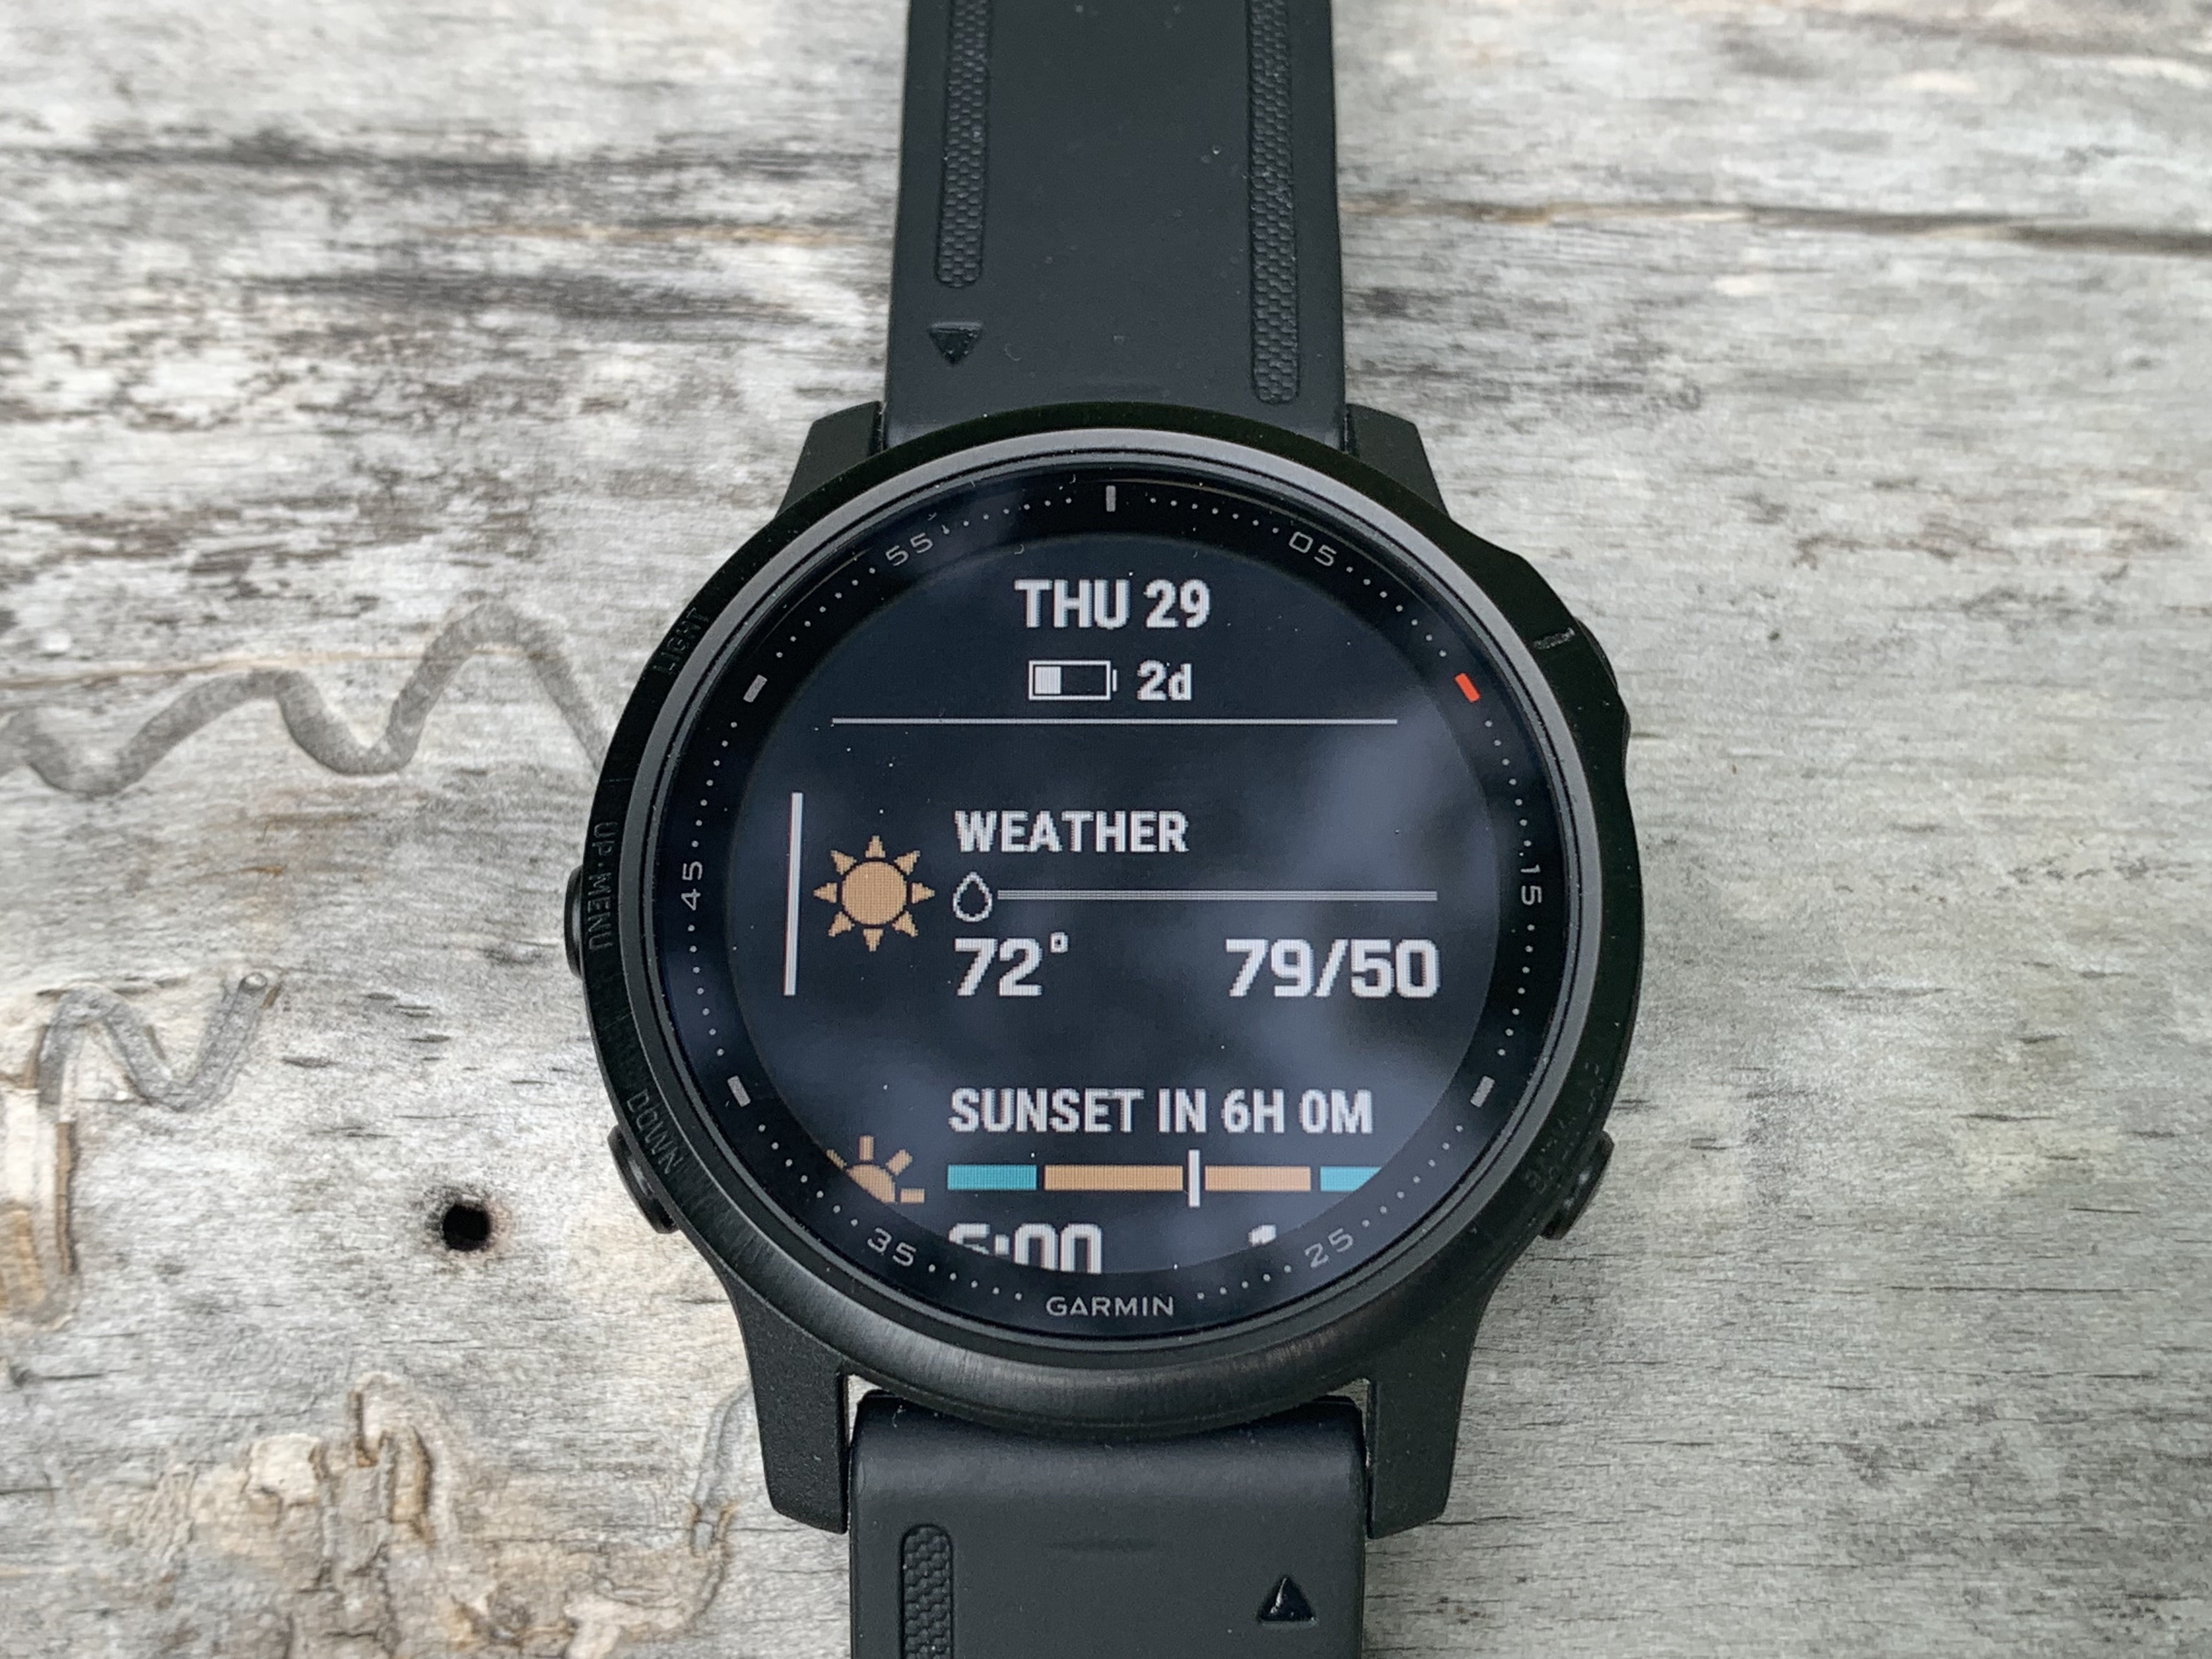 THU 29
2d
WEATHER
72° 79/50
SUNSET IN 6H 0M
55
05
15
25
35
45
GARMIN
LIGHT
UP·MENU
DOWN